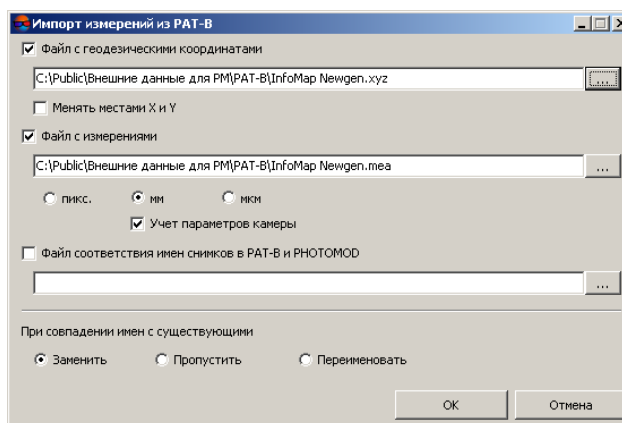 Импорт измерений из PAT-B
Файл с геодезическими координатами
C:\Public\Внешние данные для PM\PAT-B\InfoMap Newgen.xyz
...
Менять местами X и Y
Файл с измерениями
C:\Public\Внешние данные для PM\PAT-B\InfoMap Newgen.mea
...
пикс. мм мкм
Учет параметров камеры
Файл соответствия имен снимков в PAT-B и PHOTOMOD
...
При совпадении имен с существующими
Заменить Пропустить Переименовать
OK Отмена